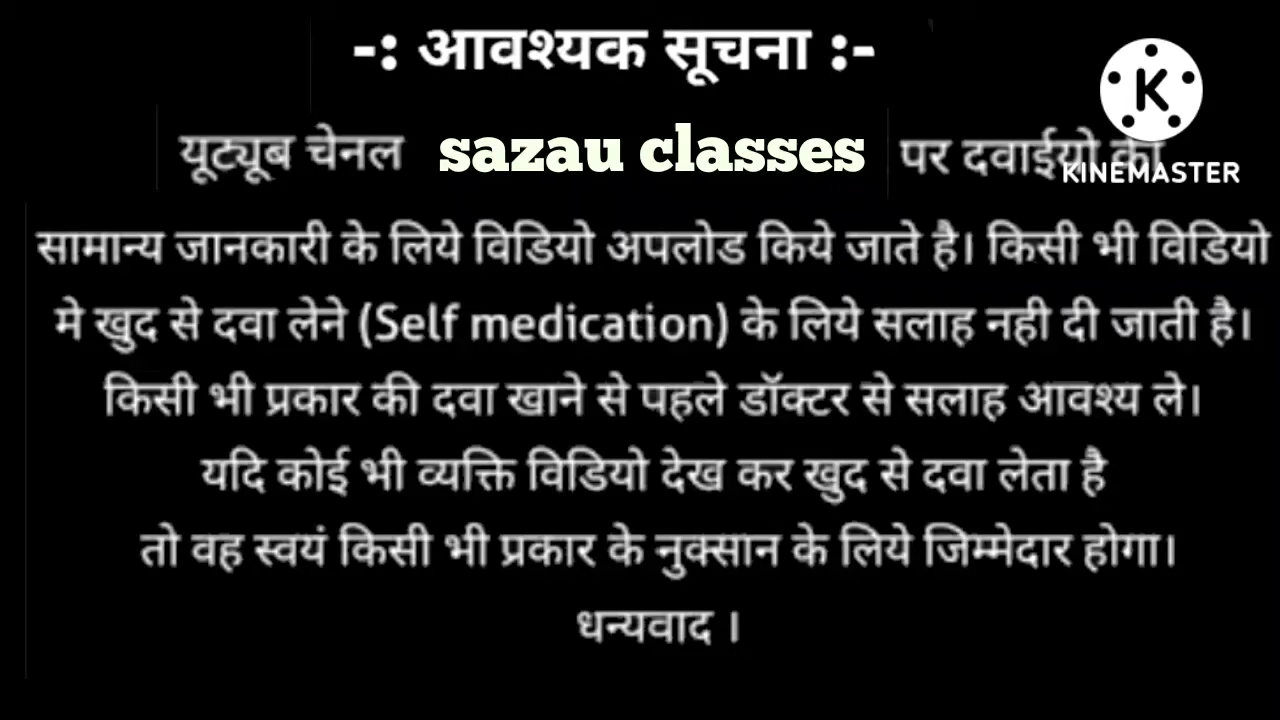 -: आवश्यक सूचना :-
K
यूट्यूब चेनल sazau classes पर दवाईयो का
KINEMASTER
सामान्य जानकारी के लिये विडियो अपलोड किये जाते है। किसी भी विडियो
मे खुद से दवा लेने (Self medication) के लिये सलाह नही दी जाती है।
किसी भी प्रकार की दवा खाने से पहले डॉक्टर से सलाह आवश्य ले।
यदि कोई भी व्यक्ति विडियो देख कर खुद से दवा लेता है
तो वह स्वयं किसी भी प्रकार के नुक्सान के लिये जिम्मेदार होगा।
धन्यवाद ।